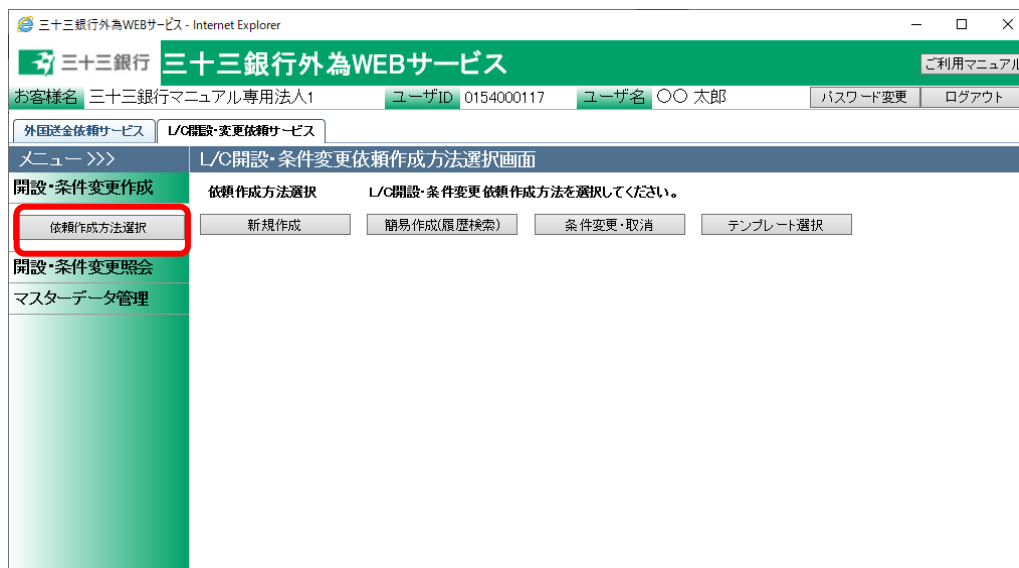 三十三銀行外為WEBサービス - Internet Explorer
三十三銀行 三十三銀行外為WEBサービス ご利用マニュアル
お客様名 三十三銀行マニュアル専用法人1 ユーザID 0154000117 ユーザ名 〇〇 太郎 パスワード変更 ログアウト
外国送金依頼サービス L/C開設・変更依頼サービス
メニュー >>> L/C開設・条件変更依頼作成方法選択画面
開設・条件変更作成 依頼作成方法選択 L/C開設・条件変更依頼作成方法を選択してください。
依頼作成方法選択 新規作成 簡易作成(履歴検索) 条件変更・取消 テンプレート選択
開設・条件変更照会
マスターデータ管理